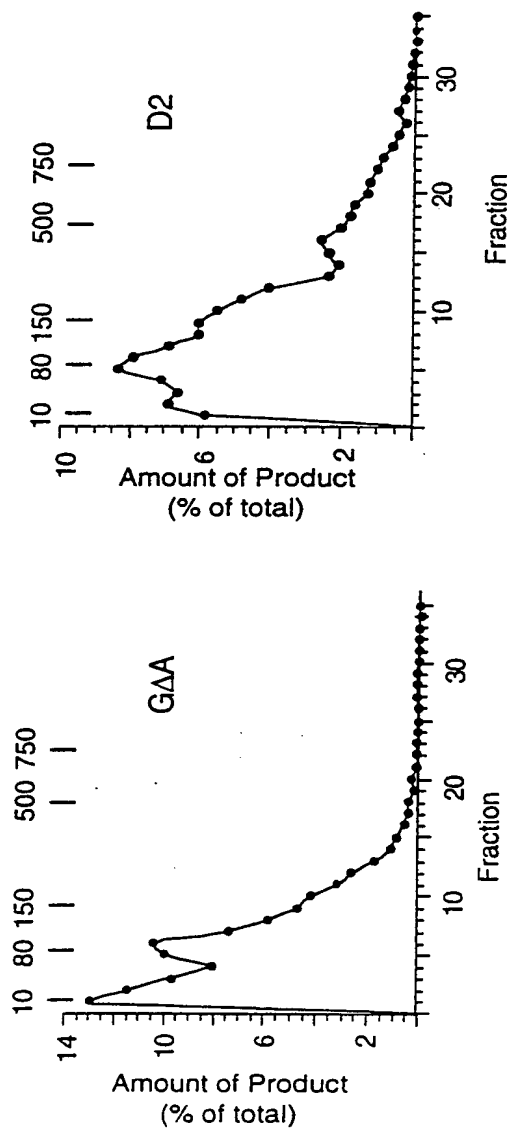 10 80 150 500 750
D2
10
6
2
Amount of Product
(% of total)
10 20 30
Fraction
10 80 150 500 750
GΔA
14
10
6
2
Amount of Product
(% of total)
10 20 30
Fraction